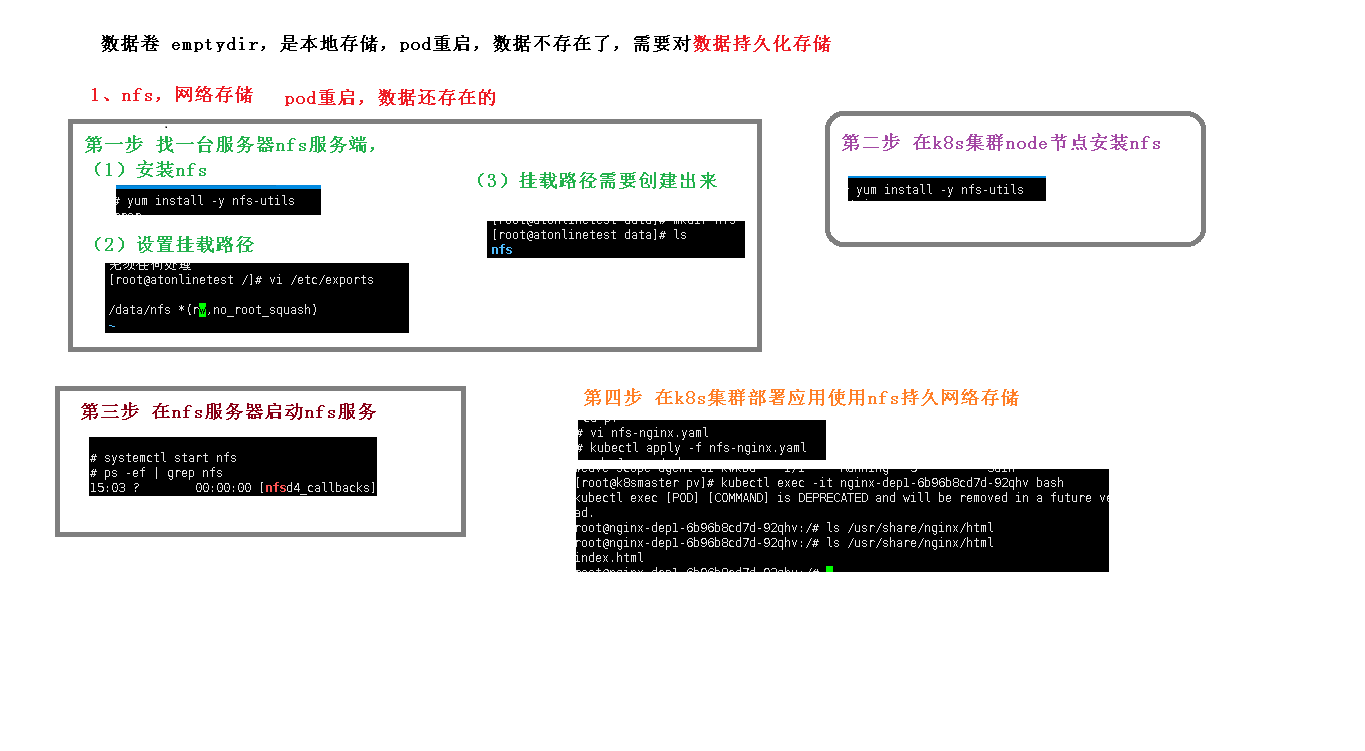 数据卷 emptydir，是本地存储，pod重启，数据不存在了，需要对数据持久化存储
1、nfs，网络存储 pod重启，数据还存在的
第一步 找一台服务器nfs服务端，
（1）安装nfs
# yum install -y nfs-utils
（2）设置挂载路径
无须任何处理
[root@atonlinetest /]# vi /etc/exports
/data/nfs *(rw,no_root_squash)
~
（3）挂载路径需要创建出来
[root@atonlinetest data]# mkdir nfs
[root@atonlinetest data]# ls
nfs
第二步 在k8s集群node节点安装nfs
yum install -y nfs-utils
第三步 在nfs服务器启动nfs服务
# systemctl start nfs
# ps -ef | grep nfs
15:03 ? 00:00:00 [nfsd4_callbacks]
第四步 在k8s集群部署应用使用nfs持久网络存储
# vi nfs-nginx.yaml
# kubectl apply -f nfs-nginx.yaml
[root@k8smaster pv]# kubectl exec -it nginx-dep1-6b96b8cd7d-92qhv bash
kubectl exec [POD] [COMMAND] is DEPRECATED and will be removed in a future ve
ad.
root@nginx-dep1-6b96b8cd7d-92qhv:/# ls /usr/share/nginx/html
root@nginx-dep1-6b96b8cd7d-92qhv:/# ls /usr/share/nginx/html
index.html
root@nginx-dep1-6b96b8cd7d-92qhv:/#